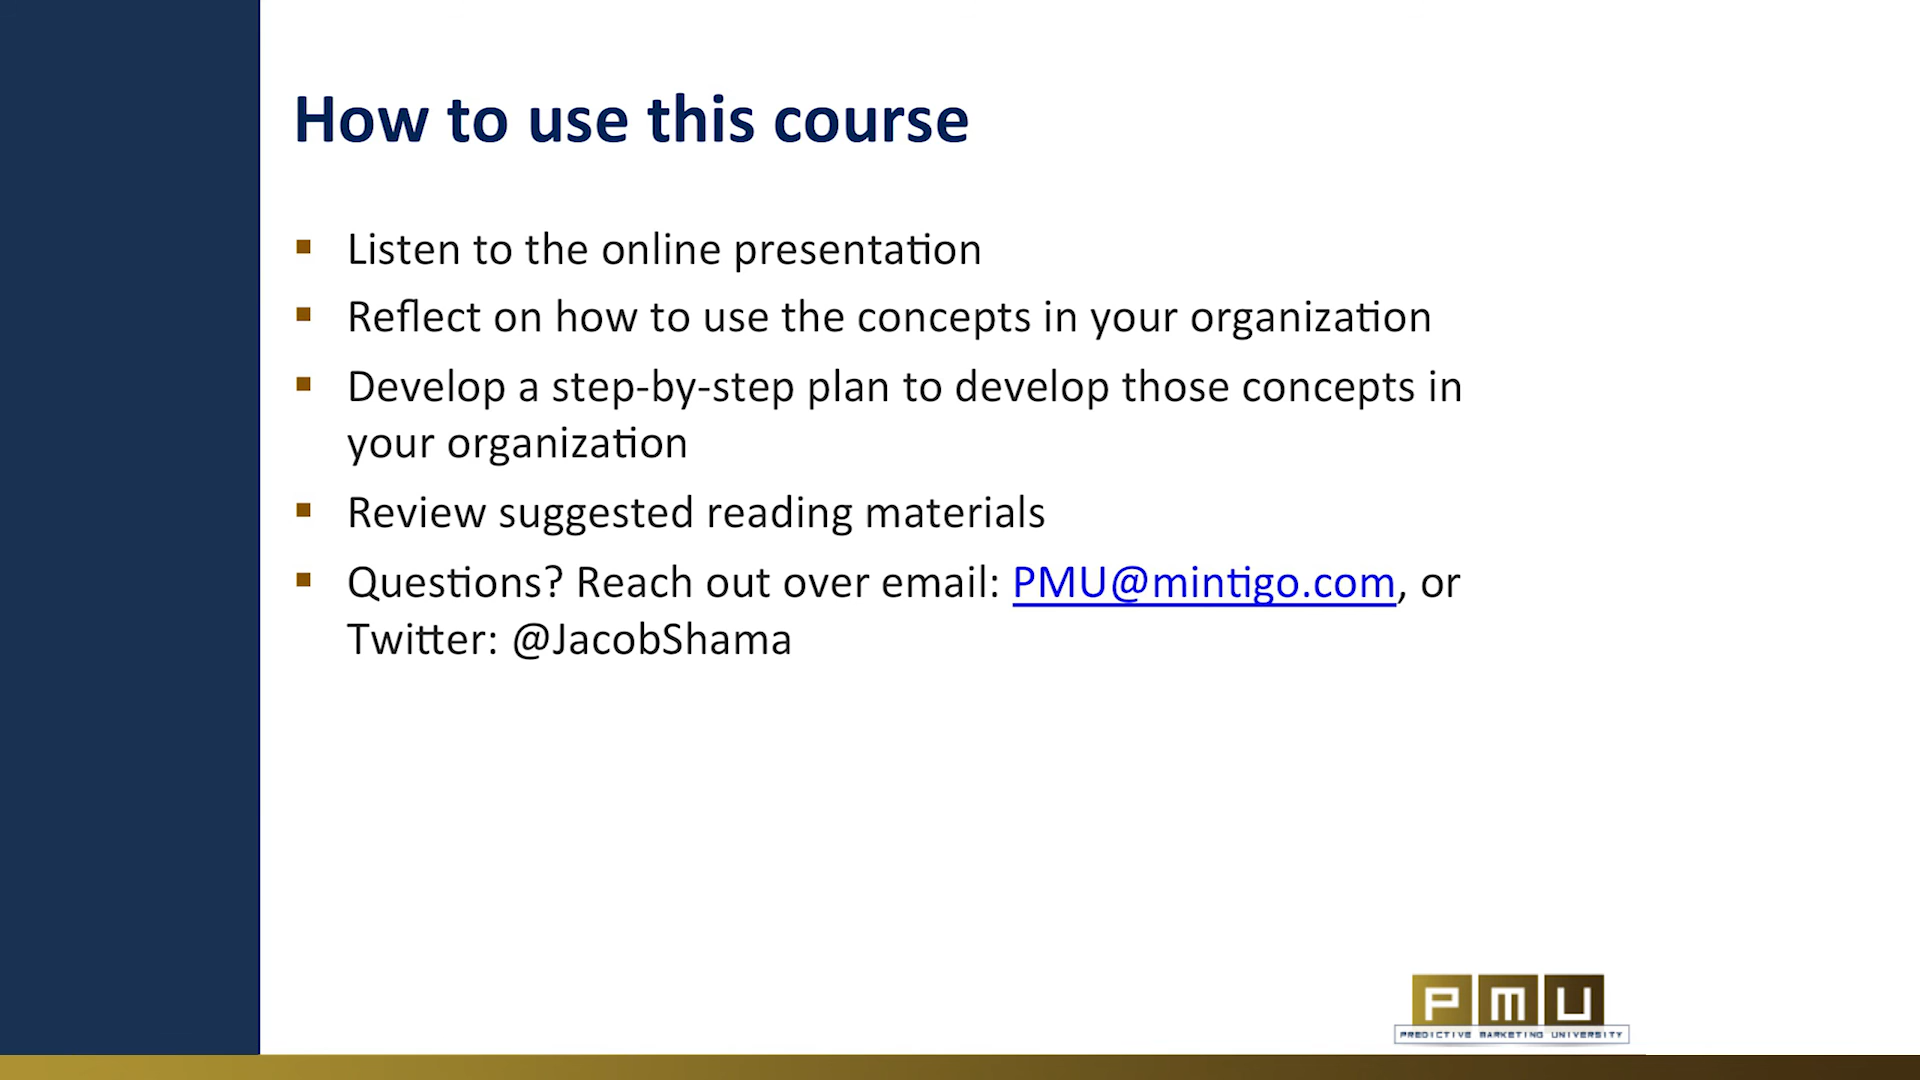 How to use this course
Listen to the online presentation
Reflect on how to use the concepts in your organization
Develop a step-by-step plan to develop those concepts in
your organization
Review suggested reading materials
Questions? Reach out over email: PMU@mintigo.com, or
Twitter: @JacobShama
PMU
PREDICTIVE MARKETING UNIVERSITY